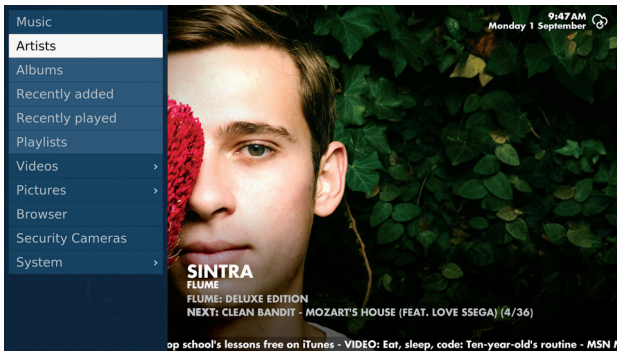 Music
Artists
Albums
Recently added
Recently played
Playlists
Videos
Pictures
Browser
Security Cameras
System
9:47AM
Monday 1 September
SINTRA
FLUME
FLUME: DELUXE EDITION
NEXT: CLEAN BANDIT - MOZART'S HOUSE (FEAT. LOVE SSEGA) (4/36)
op school's lessons free on iTunes - VIDEO: Eat, sleep, code: Ten-year-old's routine - MSN